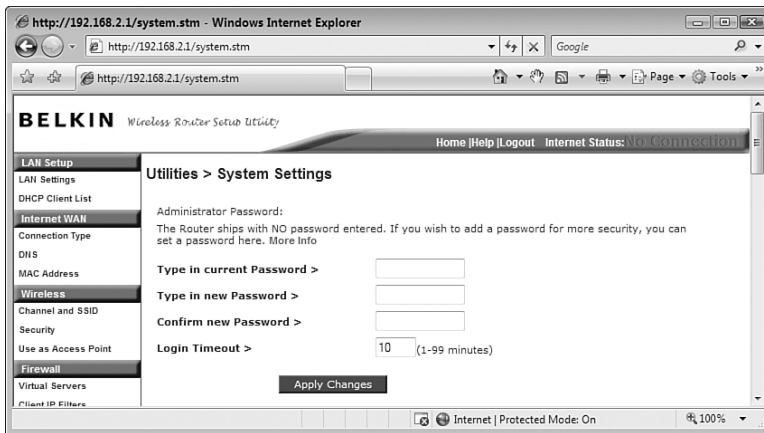 http://192.168.2.1/system.stm - Windows Internet Explorer
http://192.168.2.1/system.stm
Google
http://192.168.2.1/system.stm
Page
Tools
BELKIN Wireless Router Setup Utility
Home |Help |Logout Internet Status: No Connection
LAN Setup
LAN Settings
DHCP Client List
Internet WAN
Connection Type
DNS
MAC Address
Wireless
Channel and SSID
Security
Use as Access Point
Firewall
Virtual Servers
Client IP Filters
Utilities > System Settings
Administrator Password:
The Router ships with NO password entered. If you wish to add a password for more security, you can
set a password here. More Info
Type in current Password >
Type in new Password >
Confirm new Password >
Login Timeout > 10 (1-99 minutes)
Apply Changes
Internet | Protected Mode: On
100%